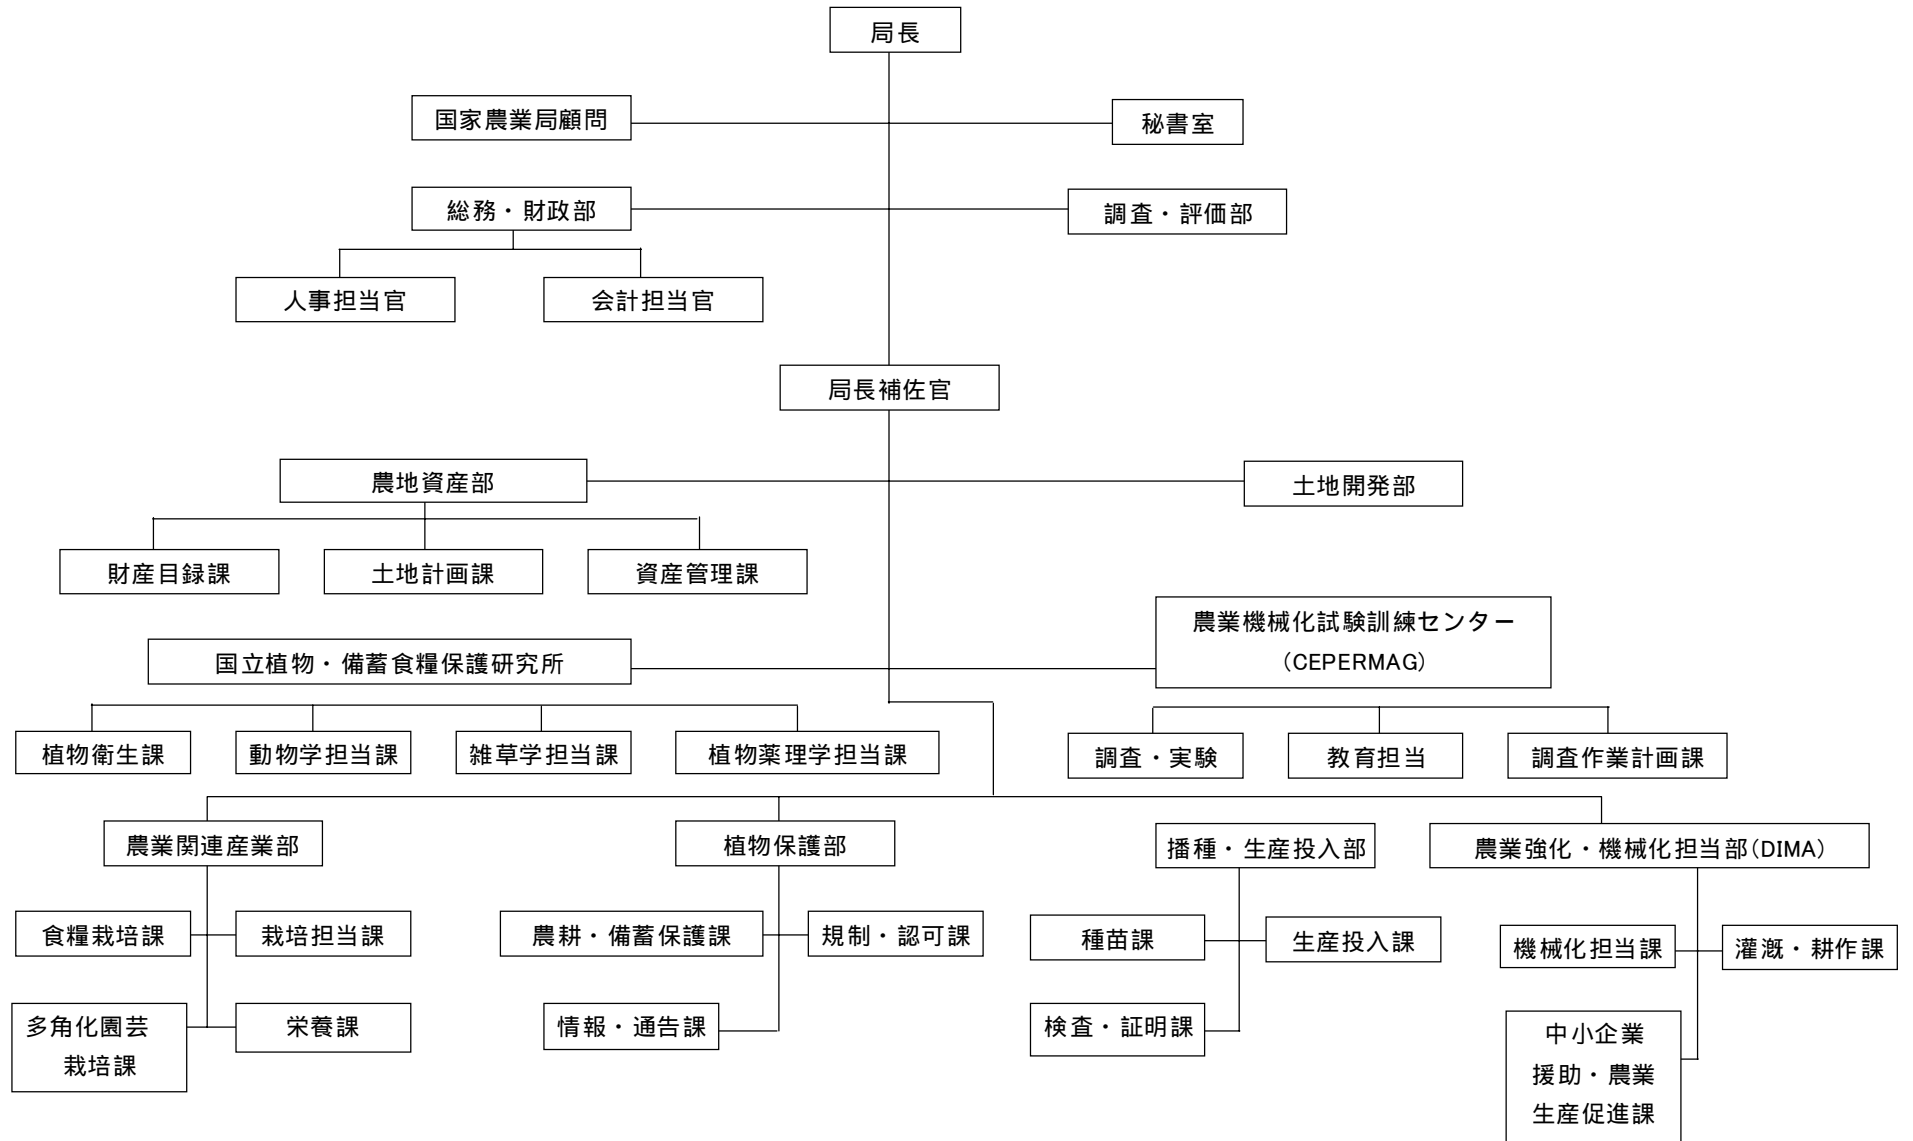 局長
国家農業局顧問
秘書室
総務・財政部
調査・評価部
人事担当官
会計担当官
局長補佐官
農地資産部
土地開発部
財産目録課
土地計画課
資産管理課
農業機械化試験訓練センター
（CEPERMAG）
国立植物・備蓄食糧保護研究所
植物衛生課
動物学担当課
雑草学担当課
植物薬理学担当課
調査・実験
教育担当
調査作業計画課
農業関連産業部
植物保護部
播種・生産投入部
農業強化・機械化担当部（DIMA）
食糧栽培課
栽培担当課
農耕・備蓄保護課
規制・認可課
種苗課
生産投入課
機械化担当課
灌漑・耕作課
多角化園芸
栽培課
栄養課
情報・通告課
検査・証明課
中小企業
援助・農業
生産促進課